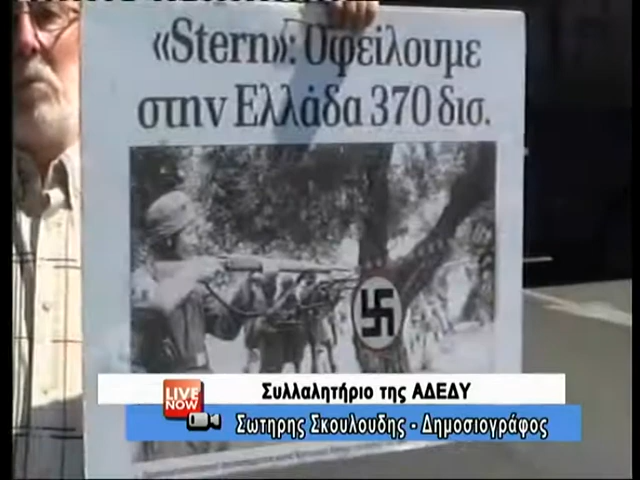 «Stern»: Οφείλουμε
στην Ελλάδα 370 δισ.
LIVE
NOW
Συλλαλητήριο της ΑΔΕΔΥ
Σωτηρης Σκουλουδης - Δημοσιογράφος